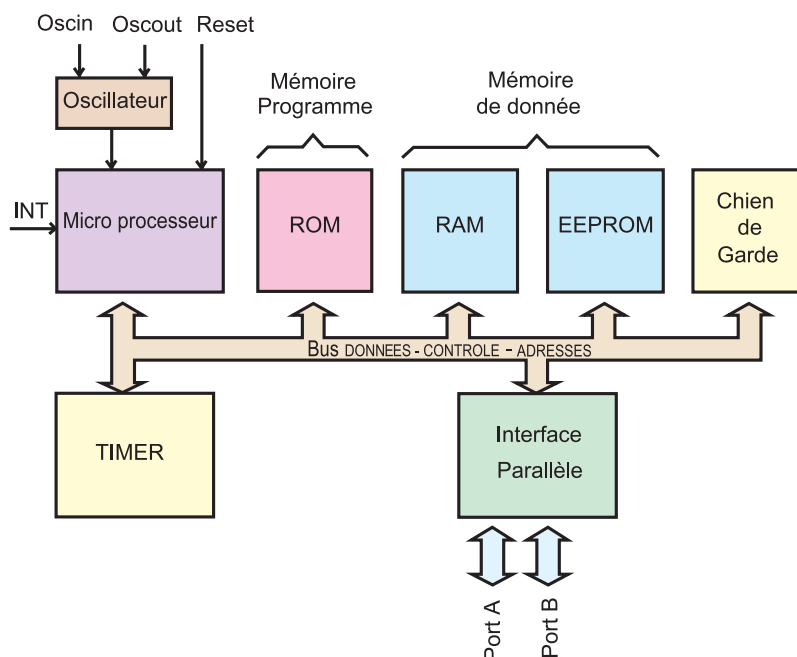 Oscin Oscout Reset
Oscillateur
Mémoire
Programme
Mémoire
de donnée
INT
Micro processeur
ROM
RAM
EEPROM
Chien
de
Garde
Bus DONNEES - CONTROLE - ADRESSES
TIMER
Interface
Parallèle
Port A
Port B